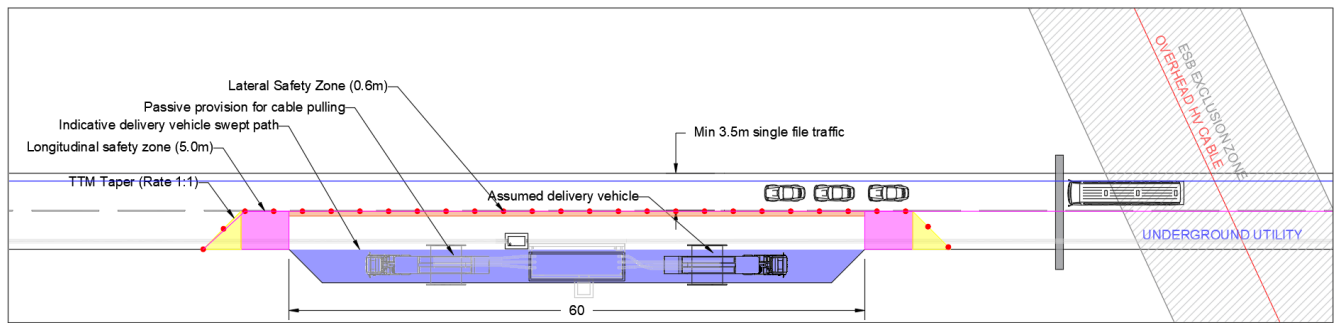 Lateral Safety Zone (0.6m)
Passive provision for cable pulling
Indicative delivery vehicle swept path
Longitudinal safety zone (5.0m)
TTM Taper (Rate 1:1)
Assumed delivery vehicle
Min 3.5m single file traffic
ESB EXCLUSION ZONE
OVERHEAD HV CABLE
UNDERGROUND UTILITY
60